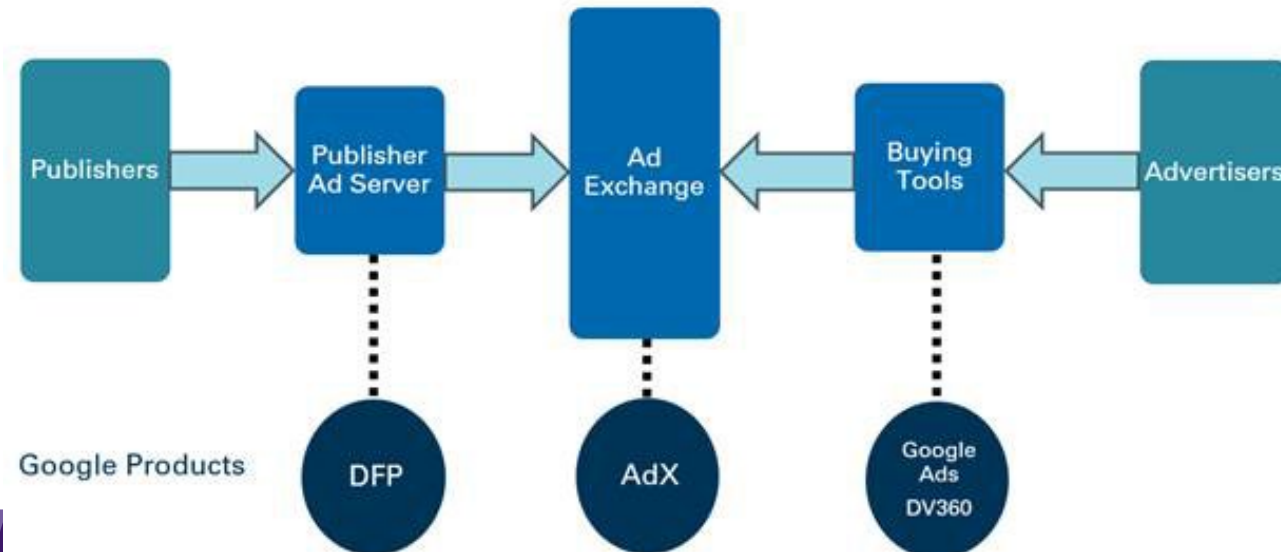 Publishers
Publisher
Ad Server
Ad
Exchange
Buying
Tools
Advertisers
Google Products
DFP
AdX
Google
Ads
DV360